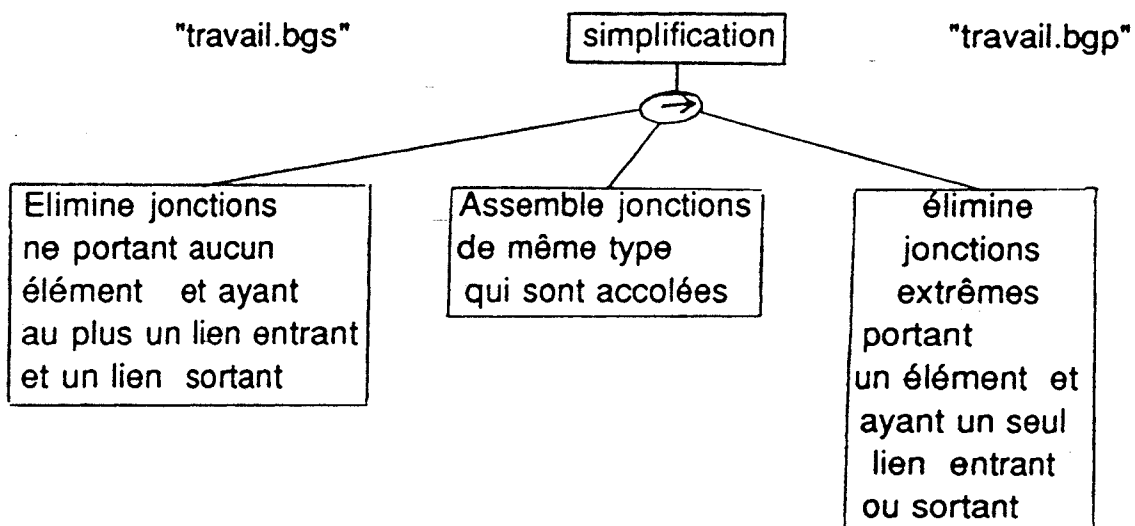 "travail.bgs"
simplification
"travail.bgp"
Elimine jonctions
ne portant aucun
élément et ayant
au plus un lien entrant
et un lien sortant
Assemble jonctions
de même type
qui sont accolées
élimine
jonctions
extrêmes
portant
un élément et
ayant un seul
lien entrant
ou sortant